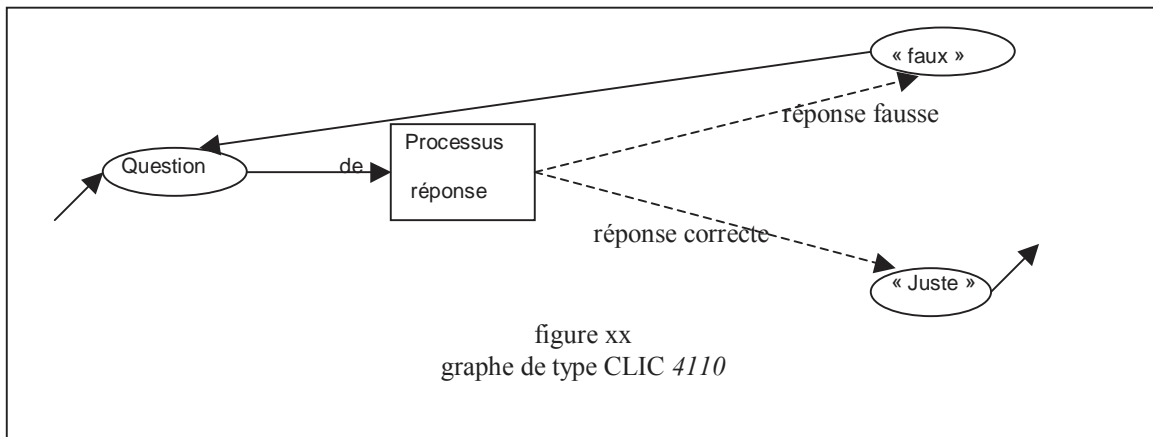 « faux »
réponse fausse
Processus
Question
de
réponse
réponse correcte
« Juste »
figure xx
graphe de type CLIC 4110